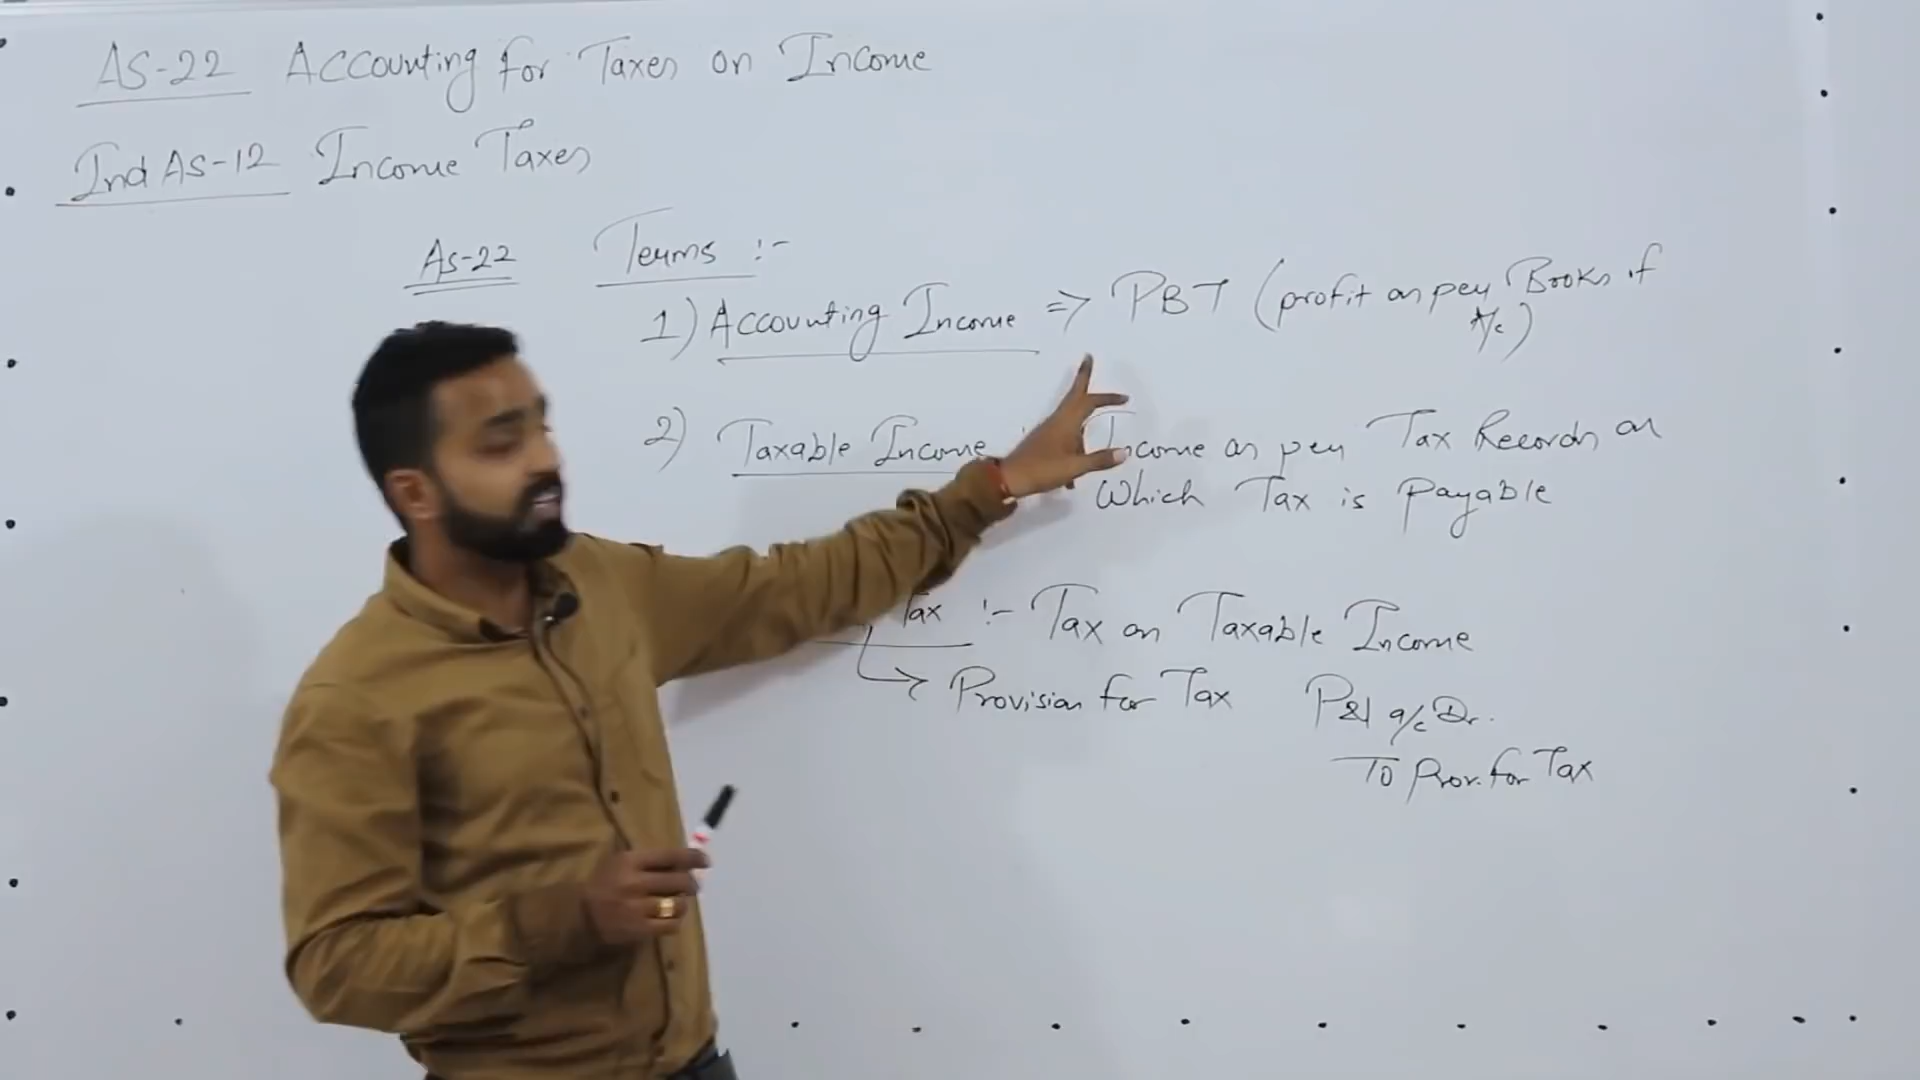 AS-22 Accounting for Taxes on Income
Ind AS-12 Income Taxes
As-22 Terms :-
1) Accounting Income => PBT (profit as per Books of A/c)
2) Taxable Income Income as per Tax Records on
Which Tax is Payable
Tax :- Tax on Taxable Income
Provision for Tax P&l a/c Dr.
To Prov. for Tax